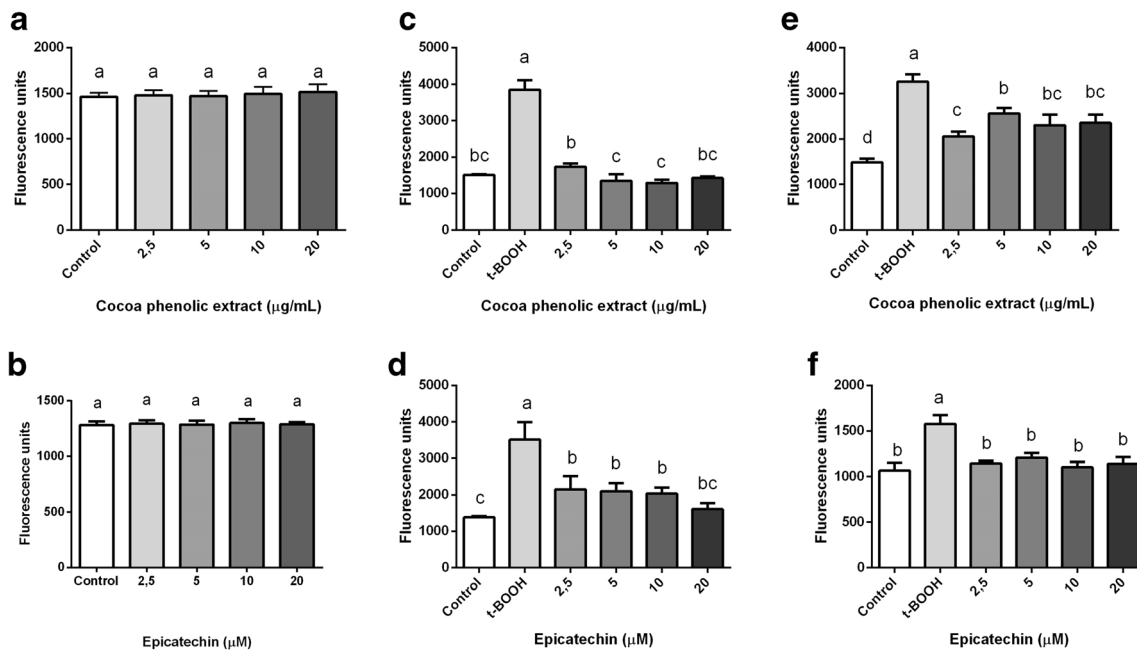 a
2000
1500
1000
500
0
Fluorescence units
a a a a a
Control 2,5 5 10 20
Cocoa phenolic extract (μg/mL)
c
5000
4000
3000
2000
1000
0
Fluorescence units
bc a b c c bc
Control t-BOOH 2,5 5 10 20
Cocoa phenolic extract (μg/mL)
e
4000
3000
2000
1000
0
Fluorescence units
d a c b bc bc
Control t-BOOH 2,5 5 10 20
Cocoa phenolic extract (μg/mL)
b
1500
1000
500
0
Fluorescence units
a a a a a
Control 2,5 5 10 20
Epicatechin (μM)
d
5000
4000
3000
2000
1000
0
Fluorescence units
c a b b b bc
Control t-BOOH 2,5 5 10 20
Epicatechin (μM)
f
2000
1500
1000
500
0
Fluorescence units
b a b b b b
Control t-BOOH 2,5 5 10 20
Epicatechin (μM)